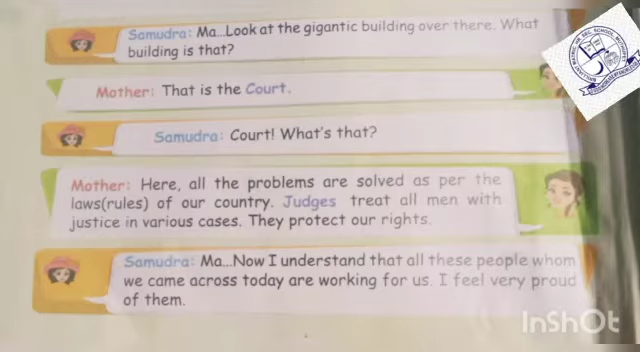 Samudra: Ma...Look at the gigantic building over there. What
building is that?
Mother: That is the Court.
Samudra: Court! What's that?
Mother: Here, all the problems are solved as per the
laws(rules) of our country. Judges treat all men with
justice in various cases. They protect our rights.
Samudra: Ma...Now I understand that all these people whom
we came across today are working for us. I feel very proud
of them.
InShOt